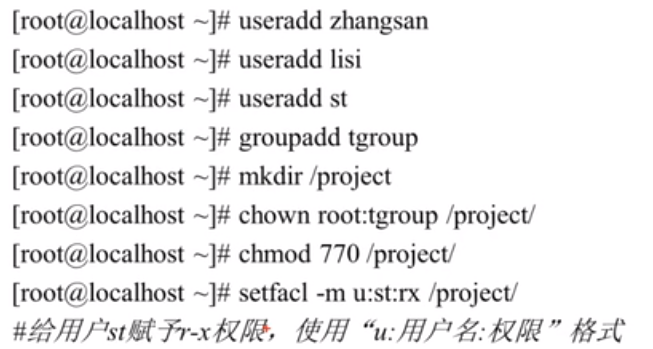 [root@localhost ~]# useradd zhangsan
[root@localhost ~]# useradd lisi
[root@localhost ~]# useradd st
[root@localhost ~]# groupadd tgroup
[root@localhost ~]# mkdir /project
[root@localhost ~]# chown root:tgroup /project/
[root@localhost ~]# chmod 770 /project/
[root@localhost ~]# setfacl -m u:st:rx /project/
#给用户st赋予r-x权限，使用“u:用户名:权限”格式